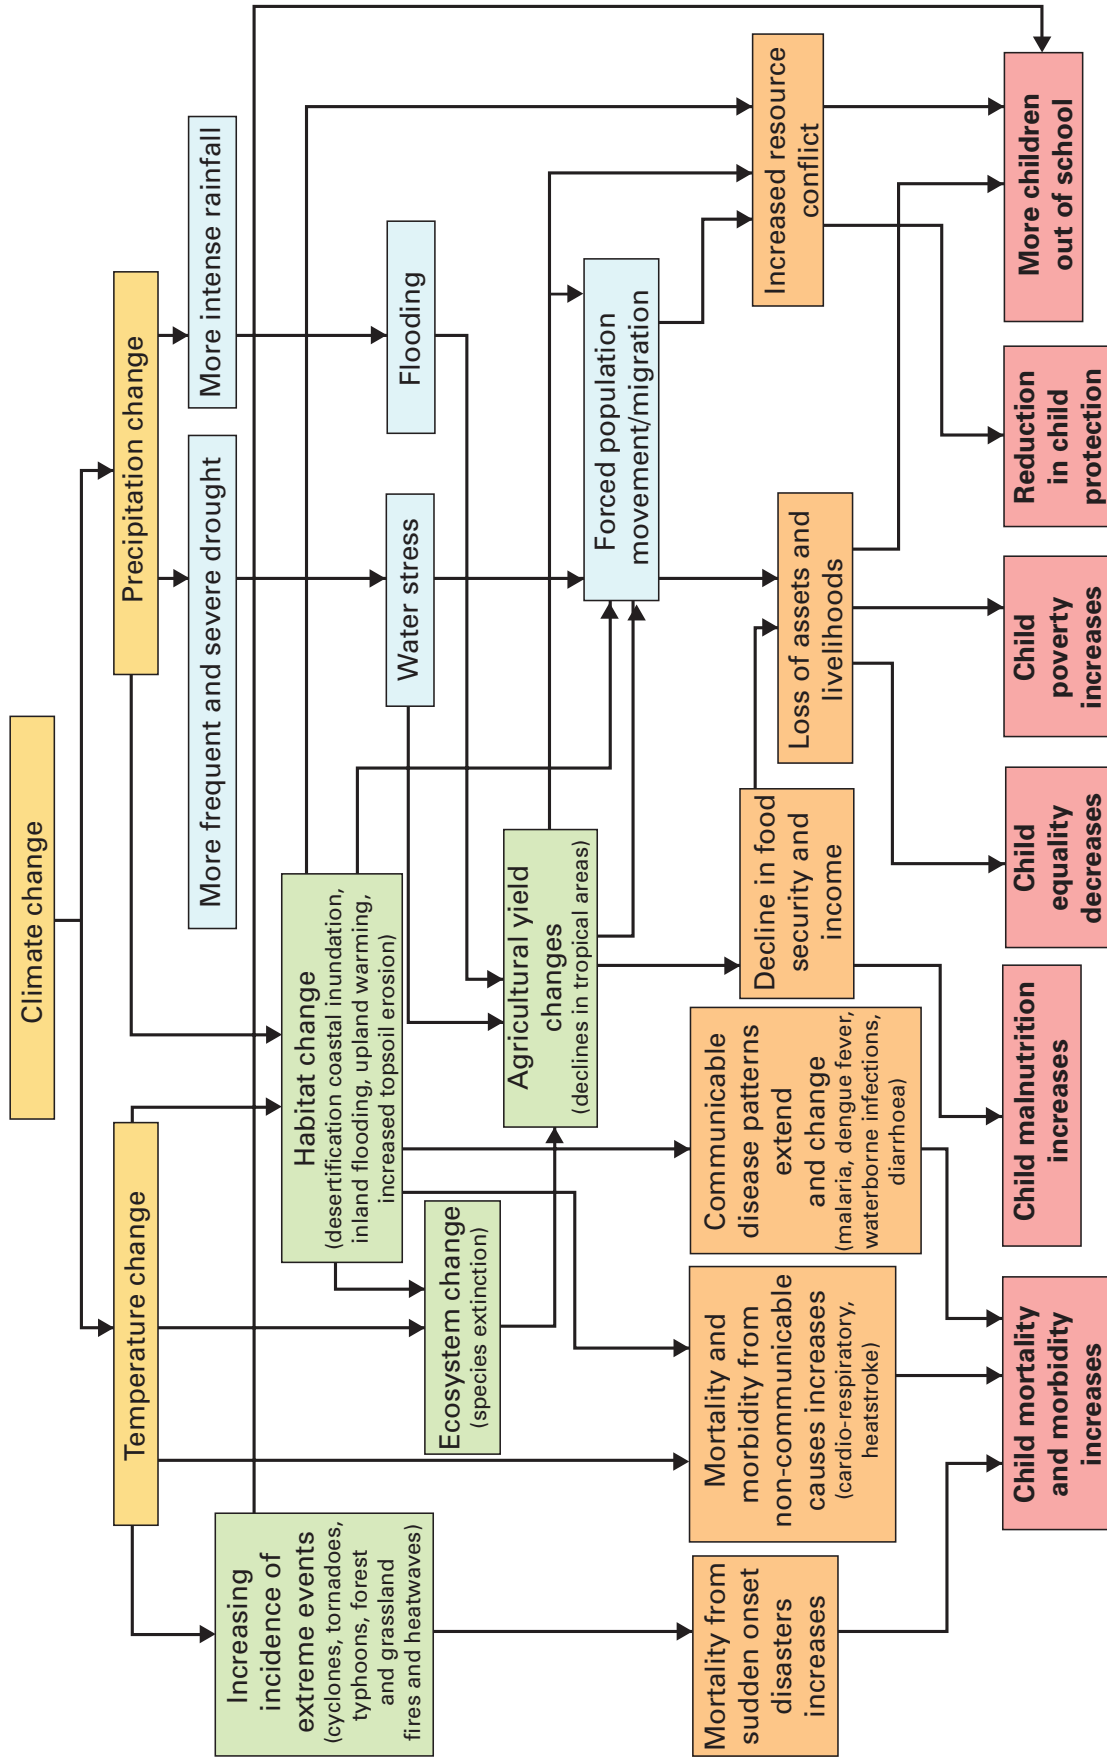 Climate change
Temperature change
Precipitation change
Increasing
incidence of
extreme events
(cyclones, tornadoes,
typhoons, forest
and grassland
fires and heatwaves)
More frequent and severe drought
More intense rainfall
Habitat change
(desertification coastal inundation,
inland flooding, upland warming,
increased topsoil erosion)
Ecosystem change
(species extinction)
Water stress
Flooding
Agricultural yield
changes
(declines in tropical areas)
Forced population
movement/migration
Mortality from
sudden onset
disasters
increases
Mortality and
morbidity from
non-communicable
causes increases
(cardio-respiratory,
heatstroke)
Communicable
disease patterns
extend
and change
(malaria, dengue fever,
waterborne infections,
diarrhoea)
Decline in food
security and
income
Loss of assets and
livelihoods
Increased resource
conflict
Child mortality
and morbidity
increases
Child malnutrition
increases
Child
equality
decreases
Child
poverty
increases
Reduction
in child
protection
More children
out of school